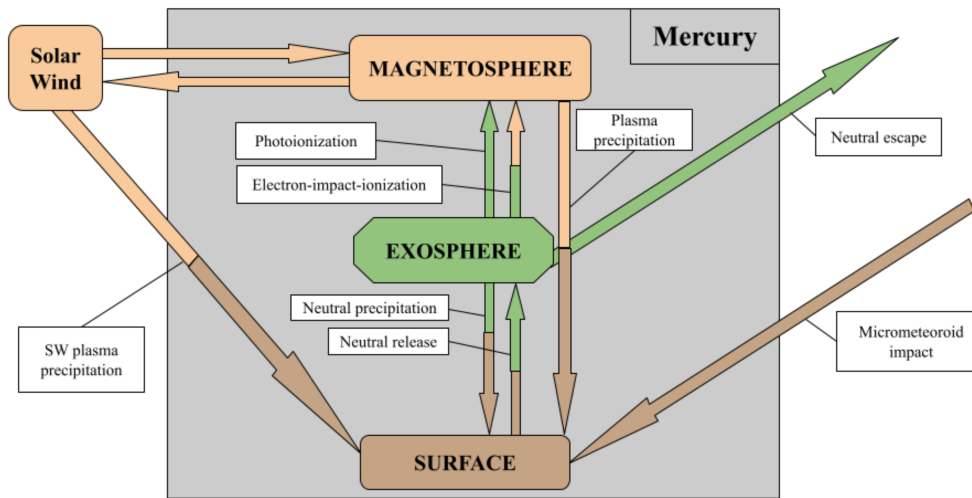 Mercury
Solar
Wind
MAGNETOSPHERE
Photoionization
Plasma
precipitation
Neutral escape
Electron-impact-ionization
EXOSPHERE
Neutral precipitation
Neutral release
SW plasma
precipitation
Micrometeoroid
impact
SURFACE